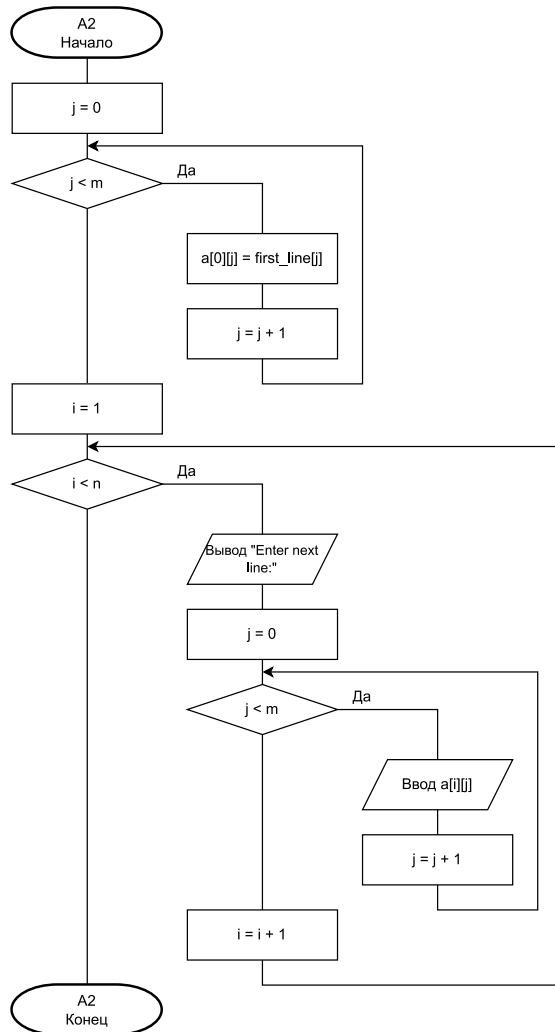 A2
Начало
j = 0
j < m
Да
a[0][j] = first_line[j]
j = j + 1
i = 1
i < n
Да
Вывод "Enter next
line:"
j = 0
j < m
Да
Ввод a[i][j]
j = j + 1
i = i + 1
A2
Конец